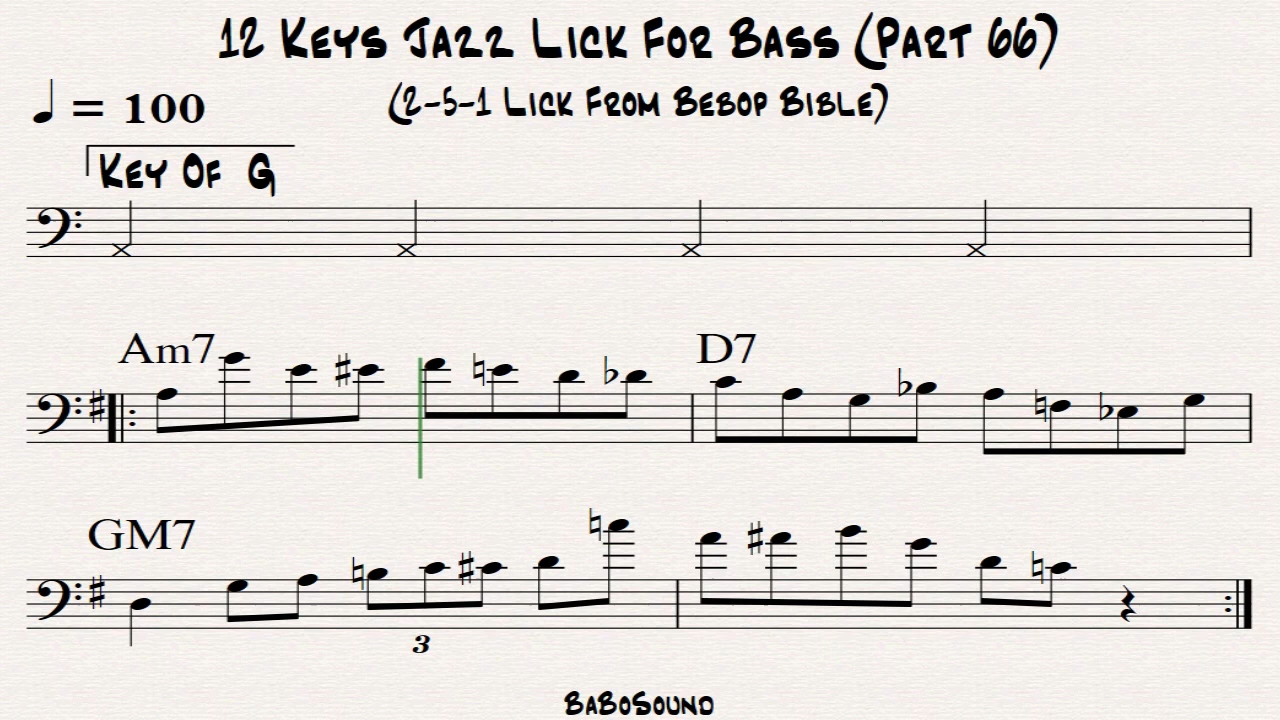 12 Keys Jazz Lick For Bass (Part 66)
♩ = 100
(2-5-1 Lick From Bebop Bible)
Key Of G
Am7 D7
GM7
3
BaBoSound